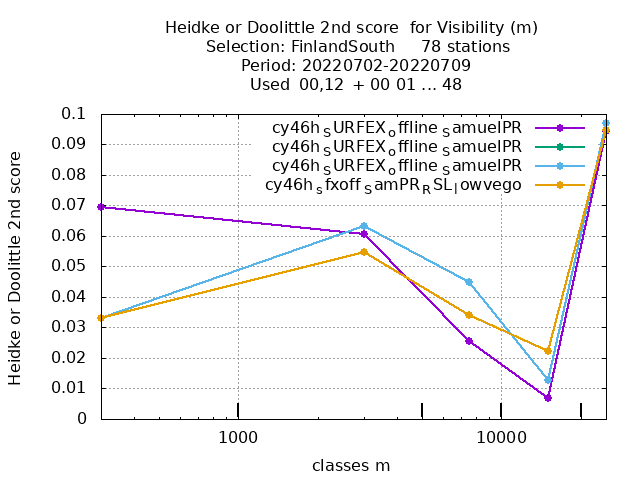 Heidke or Doolittle 2nd score  for Visibility (m)
Selection: FinlandSouth     78 stations
Period: 20220702-20220709
Used  00,12  + 00 01 ... 48
Heidke or Doolittle 2nd score
0.1
0.09
0.08
0.07
0.06
0.05
0.04
0.03
0.02
0.01
0
cy46h_SURFEX_offline_SamuelPR
cy46h_SURFEX_offline_SamuelPR
cy46h_SURFEX_offline_SamuelPR
cy46h_sfxoff_SamPR_RSL_lowvego
1000
10000
classes m